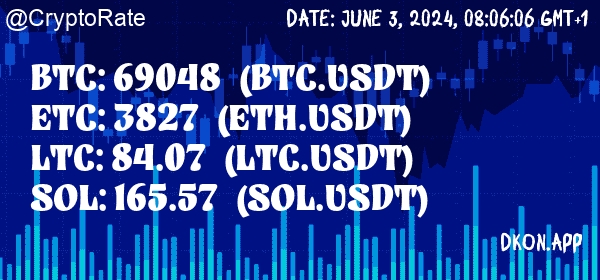 @CryptoRate
DATE: JUNE 3, 2024, 08:06:06 GMT+1
BTC: 69048 (BTC.USDT)
ETC: 3827 (ETH.USDT)
LTC: 84.07 (LTC.USDT)
SOL: 165.57 (SOL.USDT)
DKON.APP